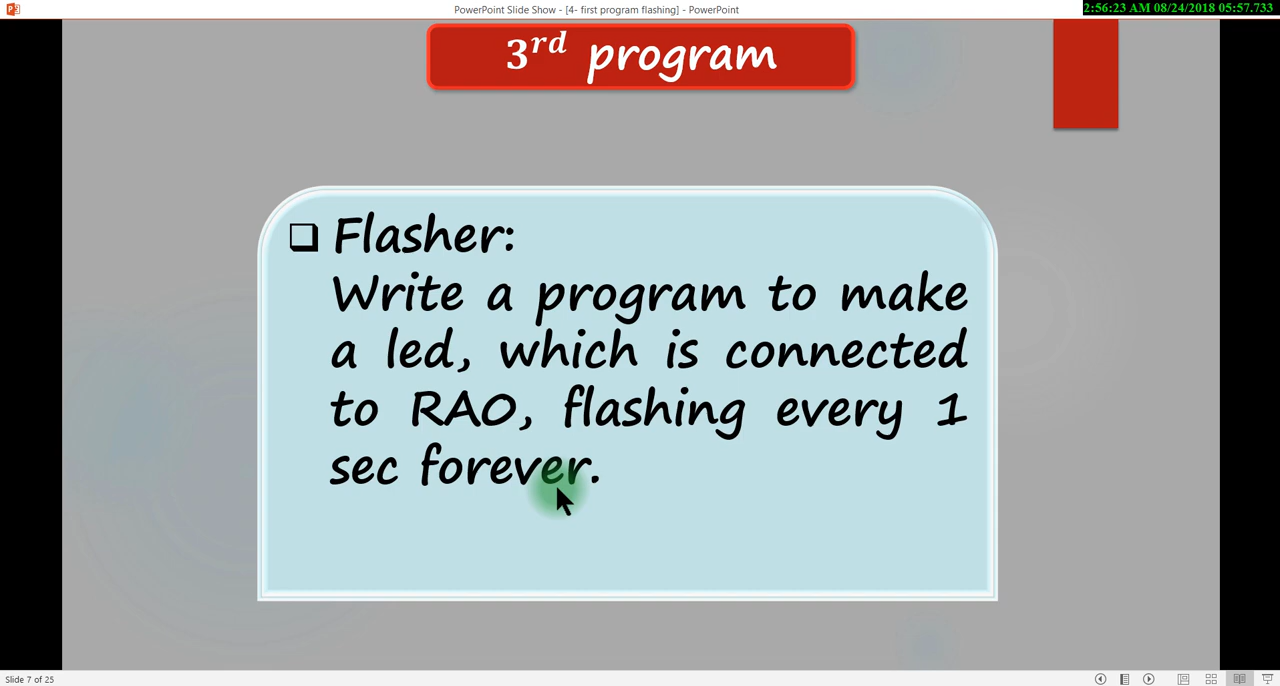 PowerPoint Slide Show - [4- first program flashing] - PowerPoint
2:56:23 AM 08/24/2018 05:57.733
3rd program
Flasher:
Write a program to make
a led, which is connected
to RA0, flashing every 1
sec forever.
Slide 7 of 25